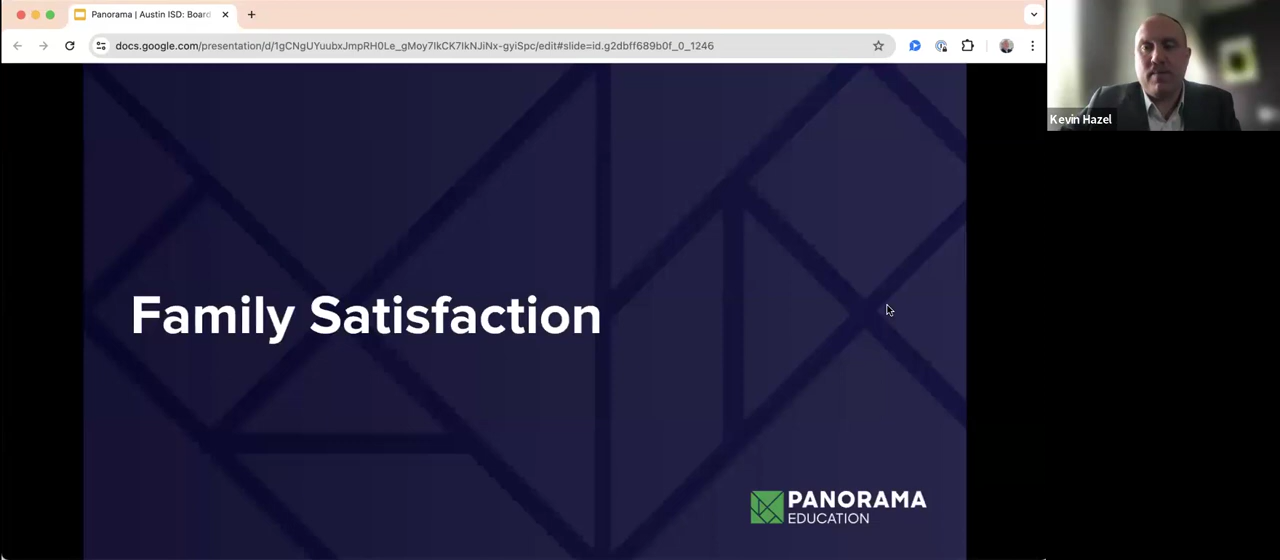 Panorama | Austin ISD: Board
docs.google.com/presentation/d/1gCNgUYuubxJmpRH0Le_gMoy7lkCK7lkNJiNx-gyiSpc/edit#slide=id.g2dbff689b0f_0_1246
Kevin Hazel
Family Satisfaction
PANORAMA
EDUCATION